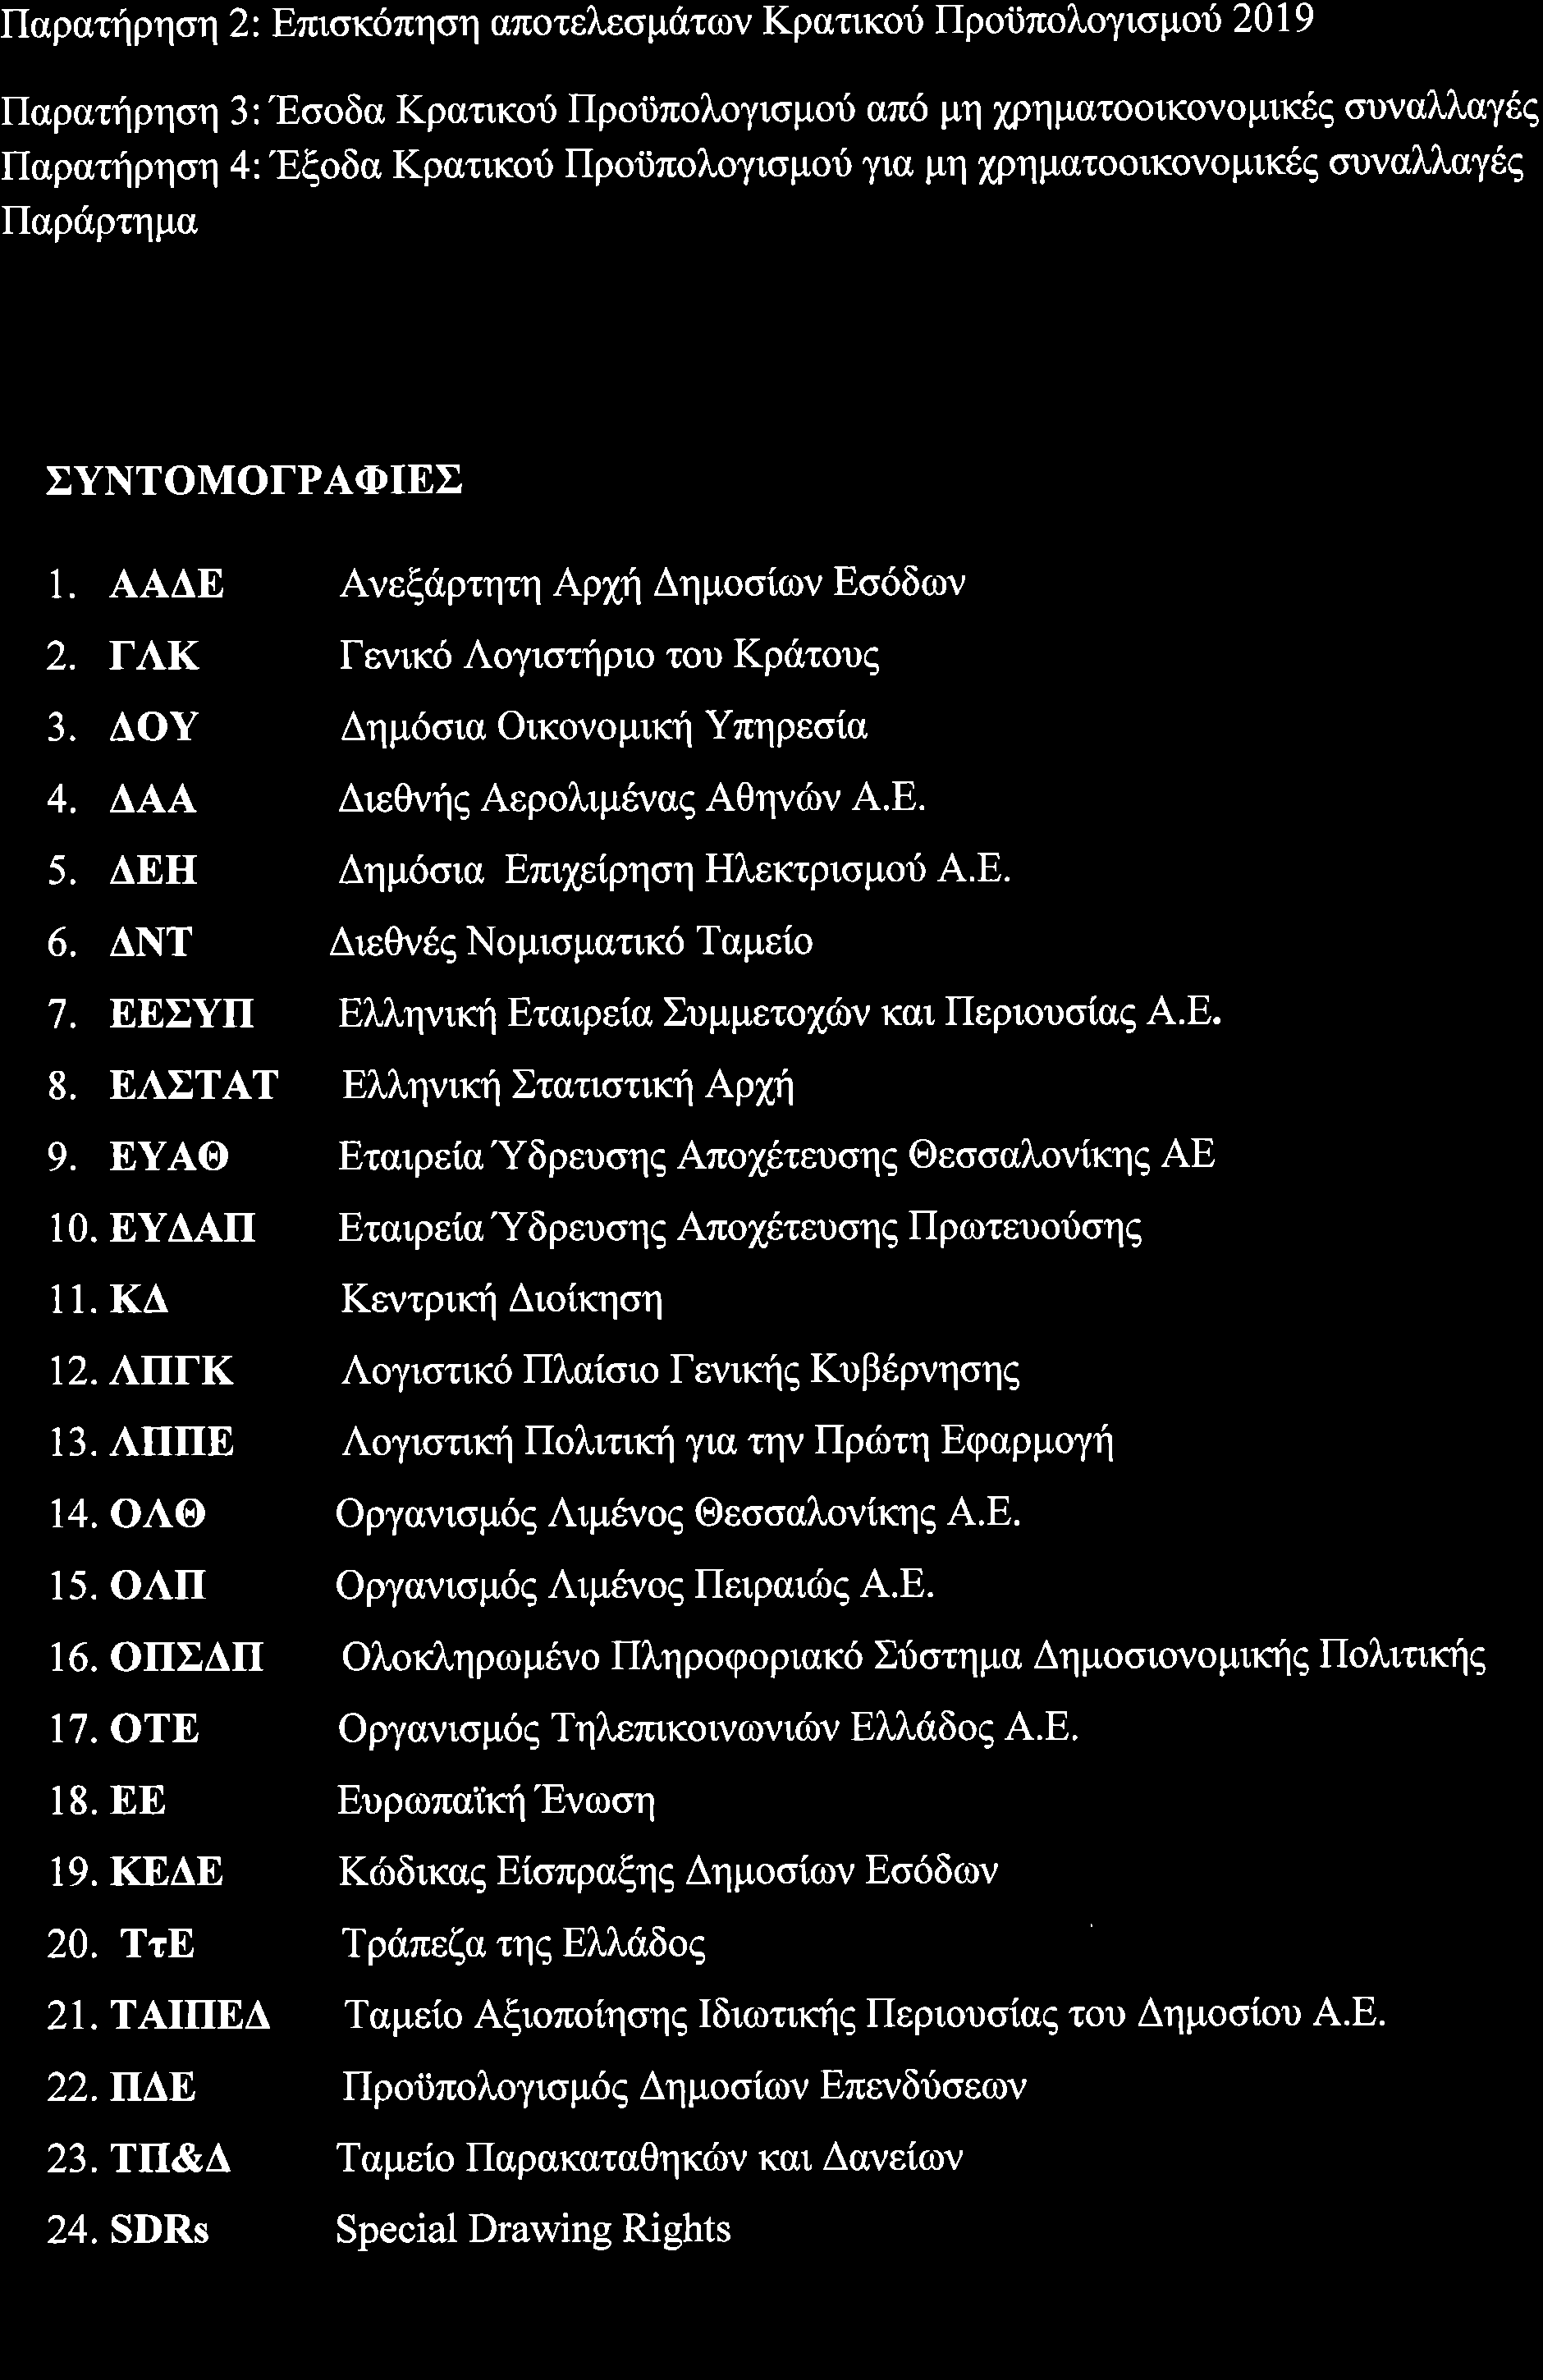 Παρατήρηση 2: Επισκόπηση αποτελεσμάτων Κρατικού Προϋπολογισμού 2019
Παρατήρηση 3: Έσοδα Κρατικού Προϋπολογισμού από μη χρηματοοικονομικές συναλλαγές
Παρατήρηση 4: Έξοδα Κρατικού Προϋπολογισμού για μη χρηματοοικονομικές συναλλαγές
Παράρτημα
ΣΥΝΤΟΜΟΓΡΑΦΙΕΣ
1. ΑΑΔΕ Ανεξάρτητη Αρχή Δημοσίων Εσόδων
2. ΓΛΚ Γενικό Λογιστήριο του Κράτους
3. ΔΟΥ Δημόσια Οικονομική Υπηρεσία
4. ΔΑΑ Διεθνής Αερολιμένας Αθηνών Α.Ε.
5. ΔΕΗ Δημόσια Επιχείρηση Ηλεκτρισμού Α.Ε.
6. ΔΝΤ Διεθνές Νομισματικό Ταμείο
7. ΕΕΣΥΠ Ελληνική Εταιρεία Συμμετοχών και Περιουσίας Α.Ε.
8. ΕΛΣΤΑΤ Ελληνική Στατιστική Αρχή
9. ΕΥΑΘ Εταιρεία Ύδρευσης Αποχέτευσης Θεσσαλονίκης ΑΕ
10. ΕΥΔΑΠ Εταιρεία Ύδρευσης Αποχέτευσης Πρωτευούσης
11. ΚΔ Κεντρική Διοίκηση
12. ΛΠΓΚ Λογιστικό Πλαίσιο Γενικής Κυβέρνησης
13. ΛΠΠΕ Λογιστική Πολιτική για την Πρώτη Εφαρμογή
14. ΟΛΘ Οργανισμός Λιμένος Θεσσαλονίκης Α.Ε.
15. ΟΛΠ Οργανισμός Λιμένος Πειραιώς Α.Ε.
16. ΟΠΣΔΠ Ολοκληρωμένο Πληροφοριακό Σύστημα Δημοσιονομικής Πολιτικής
17. ΟΤΕ Οργανισμός Τηλεπικοινωνιών Ελλάδος Α.Ε.
18. ΕΕ Ευρωπαϊκή Ένωση
19. ΚΕΔΕ Κώδικας Είσπραξης Δημοσίων Εσόδων
20. ΤτΕ Τράπεζα της Ελλάδος
21. ΤΑΙΠΕΔ Ταμείο Αξιοποίησης Ιδιωτικής Περιουσίας του Δημοσίου Α.Ε.
22. ΠΔΕ Προϋπολογισμός Δημοσίων Επενδύσεων
23. ΤΠ&Δ Ταμείο Παρακαταθηκών και Δανείων
24. SDRs Special Drawing Rights